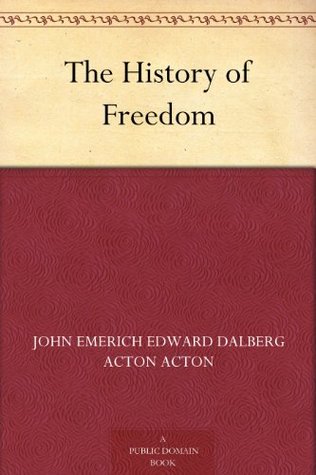 The History of
Freedom
JOHN EMERICH EDWARD DALBERG
ACTON ACTON
A
PUBLIC DOMAIN
BOOK